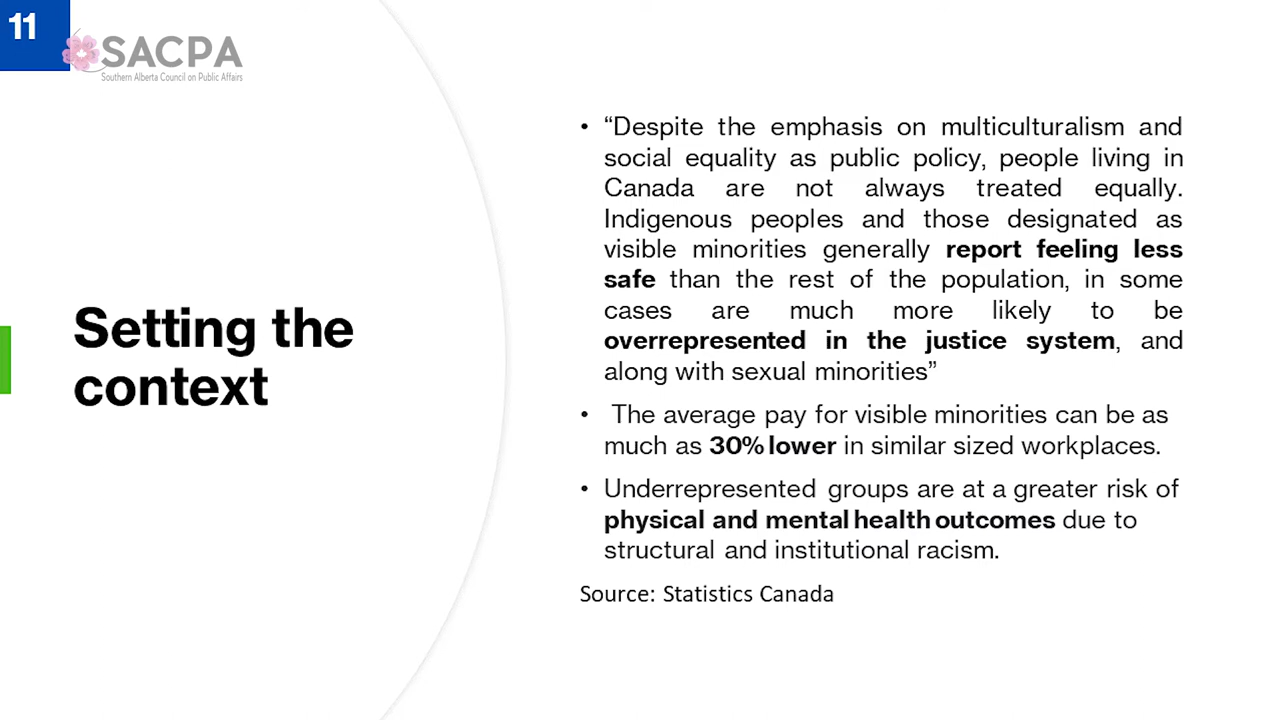 11
SACPA
Southern Alberta Council on Public Affairs
Setting the
context
• “Despite the emphasis on multiculturalism and
social equality as public policy, people living in
Canada are not always treated equally.
Indigenous peoples and those designated as
visible minorities generally report feeling less
safe than the rest of the population, in some
cases are much more likely to be
overrepresented in the justice system, and
along with sexual minorities”
• The average pay for visible minorities can be as
much as 30% lower in similar sized workplaces.
• Underrepresented groups are at a greater risk of
physical and mental health outcomes due to
structural and institutional racism.
Source: Statistics Canada